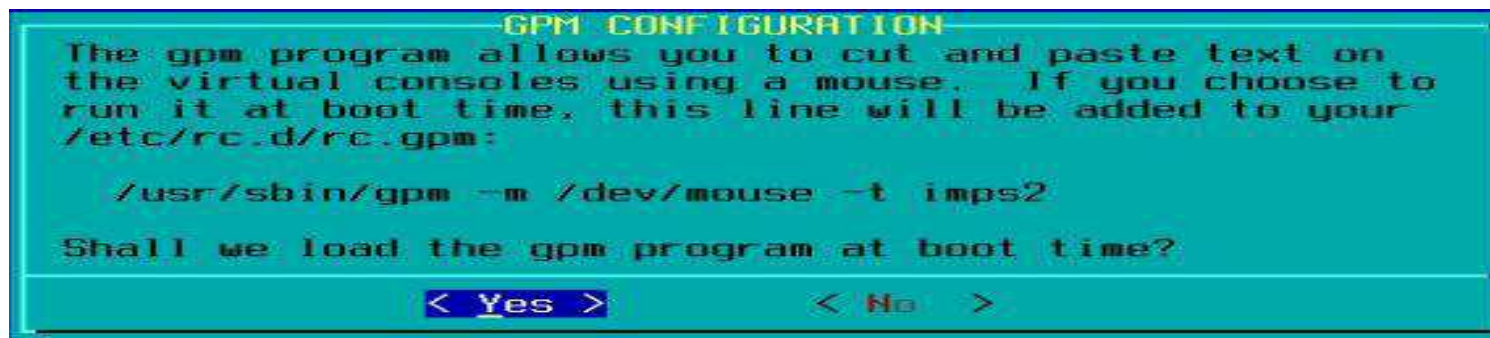 GPM CONFIGURATION
The gpm program allows you to cut and paste text on
the virtual consoles using a mouse.  If you choose to
run it at boot time, this line will be added to your
/etc/rc.d/rc.gpm:
/usr/sbin/gpm -m /dev/mouse -t imps2
Shall we load the gpm program at boot time?
< Yes > < No >